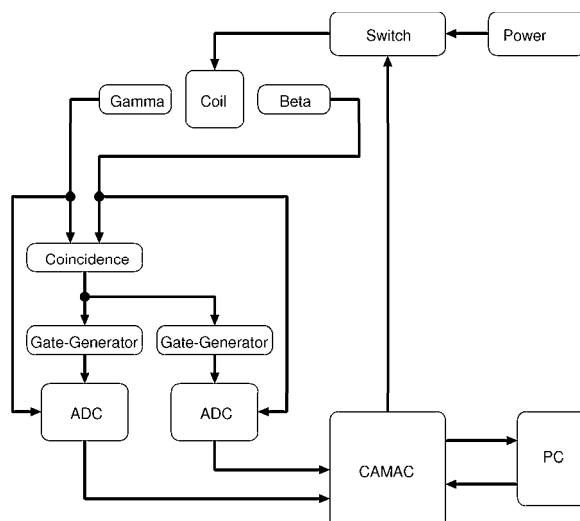 Switch
Power
Gamma
Coil
Beta
Coincidence
Gate-Generator
Gate-Generator
ADC
ADC
CAMAC
PC